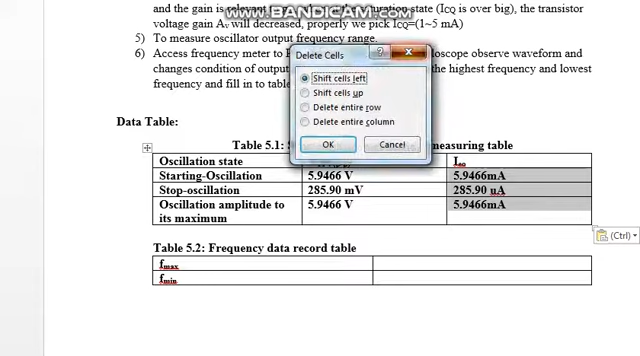 and the gain is relevant
uration state (ICQ is over big), the transistor
www.BANDICAM.com
voltage gain Av will decreased, properly we pick ICQ=(1~5 mA)
5) To measure oscillator output frequency range.
6) Access frequency meter to
loscope observe waveform and
changes condition of output
the highest frequency and lowest
frequency and fill in to table
Delete Cells
?
Shift cells left
Shift cells up
Delete entire row
Delete entire column
OK
Cancel
Data Table:
Table 5.1:
measuring table
Oscillation state
Starting-Oscillation 5.9466 V 5.9466mA
Stop-oscillation 285.90 mV 285.90 uA
Oscillation amplitude to 5.9466 V 5.9466mA
its maximum
(Ctrl)
Table 5.2: Frequency data record table
fmax
fmin